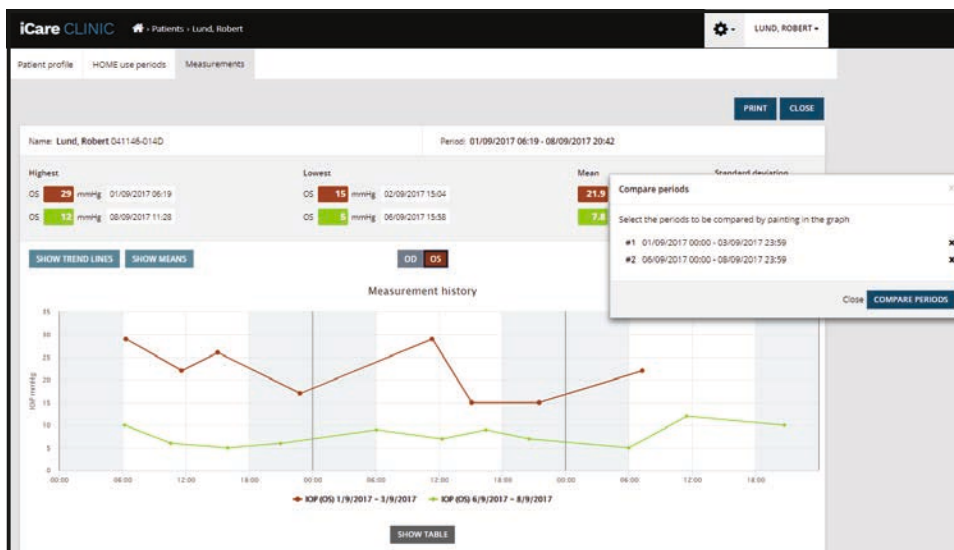 iCare CLINIC › Patients › Lund, Robert LUND, ROBERT
Patient profile HOME use periods Measurements
PRINT CLOSE
Name: Lund, Robert 041146-014D Period: 01/09/2017 06:19 - 08/09/2017 20:42
Highest Lowest Mean Standard deviation
OS 29 mmHg 01/09/2017 06:19 OS 15 mmHg 02/09/2017 15:04 21.9
OS 12 mmHg 08/09/2017 11:28 OS 5 mmHg 06/09/2017 15:58 7.8
Compare periods x
Select the periods to be compared by painting in the graph
#1 01/09/2017 00:00 - 03/09/2017 23:59 x
#2 06/09/2017 00:00 - 08/09/2017 23:59 x
Close COMPARE PERIODS
SHOW TREND LINES SHOW MEANS OD OS
Measurement history
35
30
25
20
15
10
5
0
IOP mmHg
00:00 06:00 12:00 18:00 00:00 06:00 12:00 18:00 00:00 06:00 12:00 18:00
IOP (OS) 1/9/2017 – 3/9/2017 IOP (OS) 6/9/2017 – 8/9/2017
SHOW TABLE